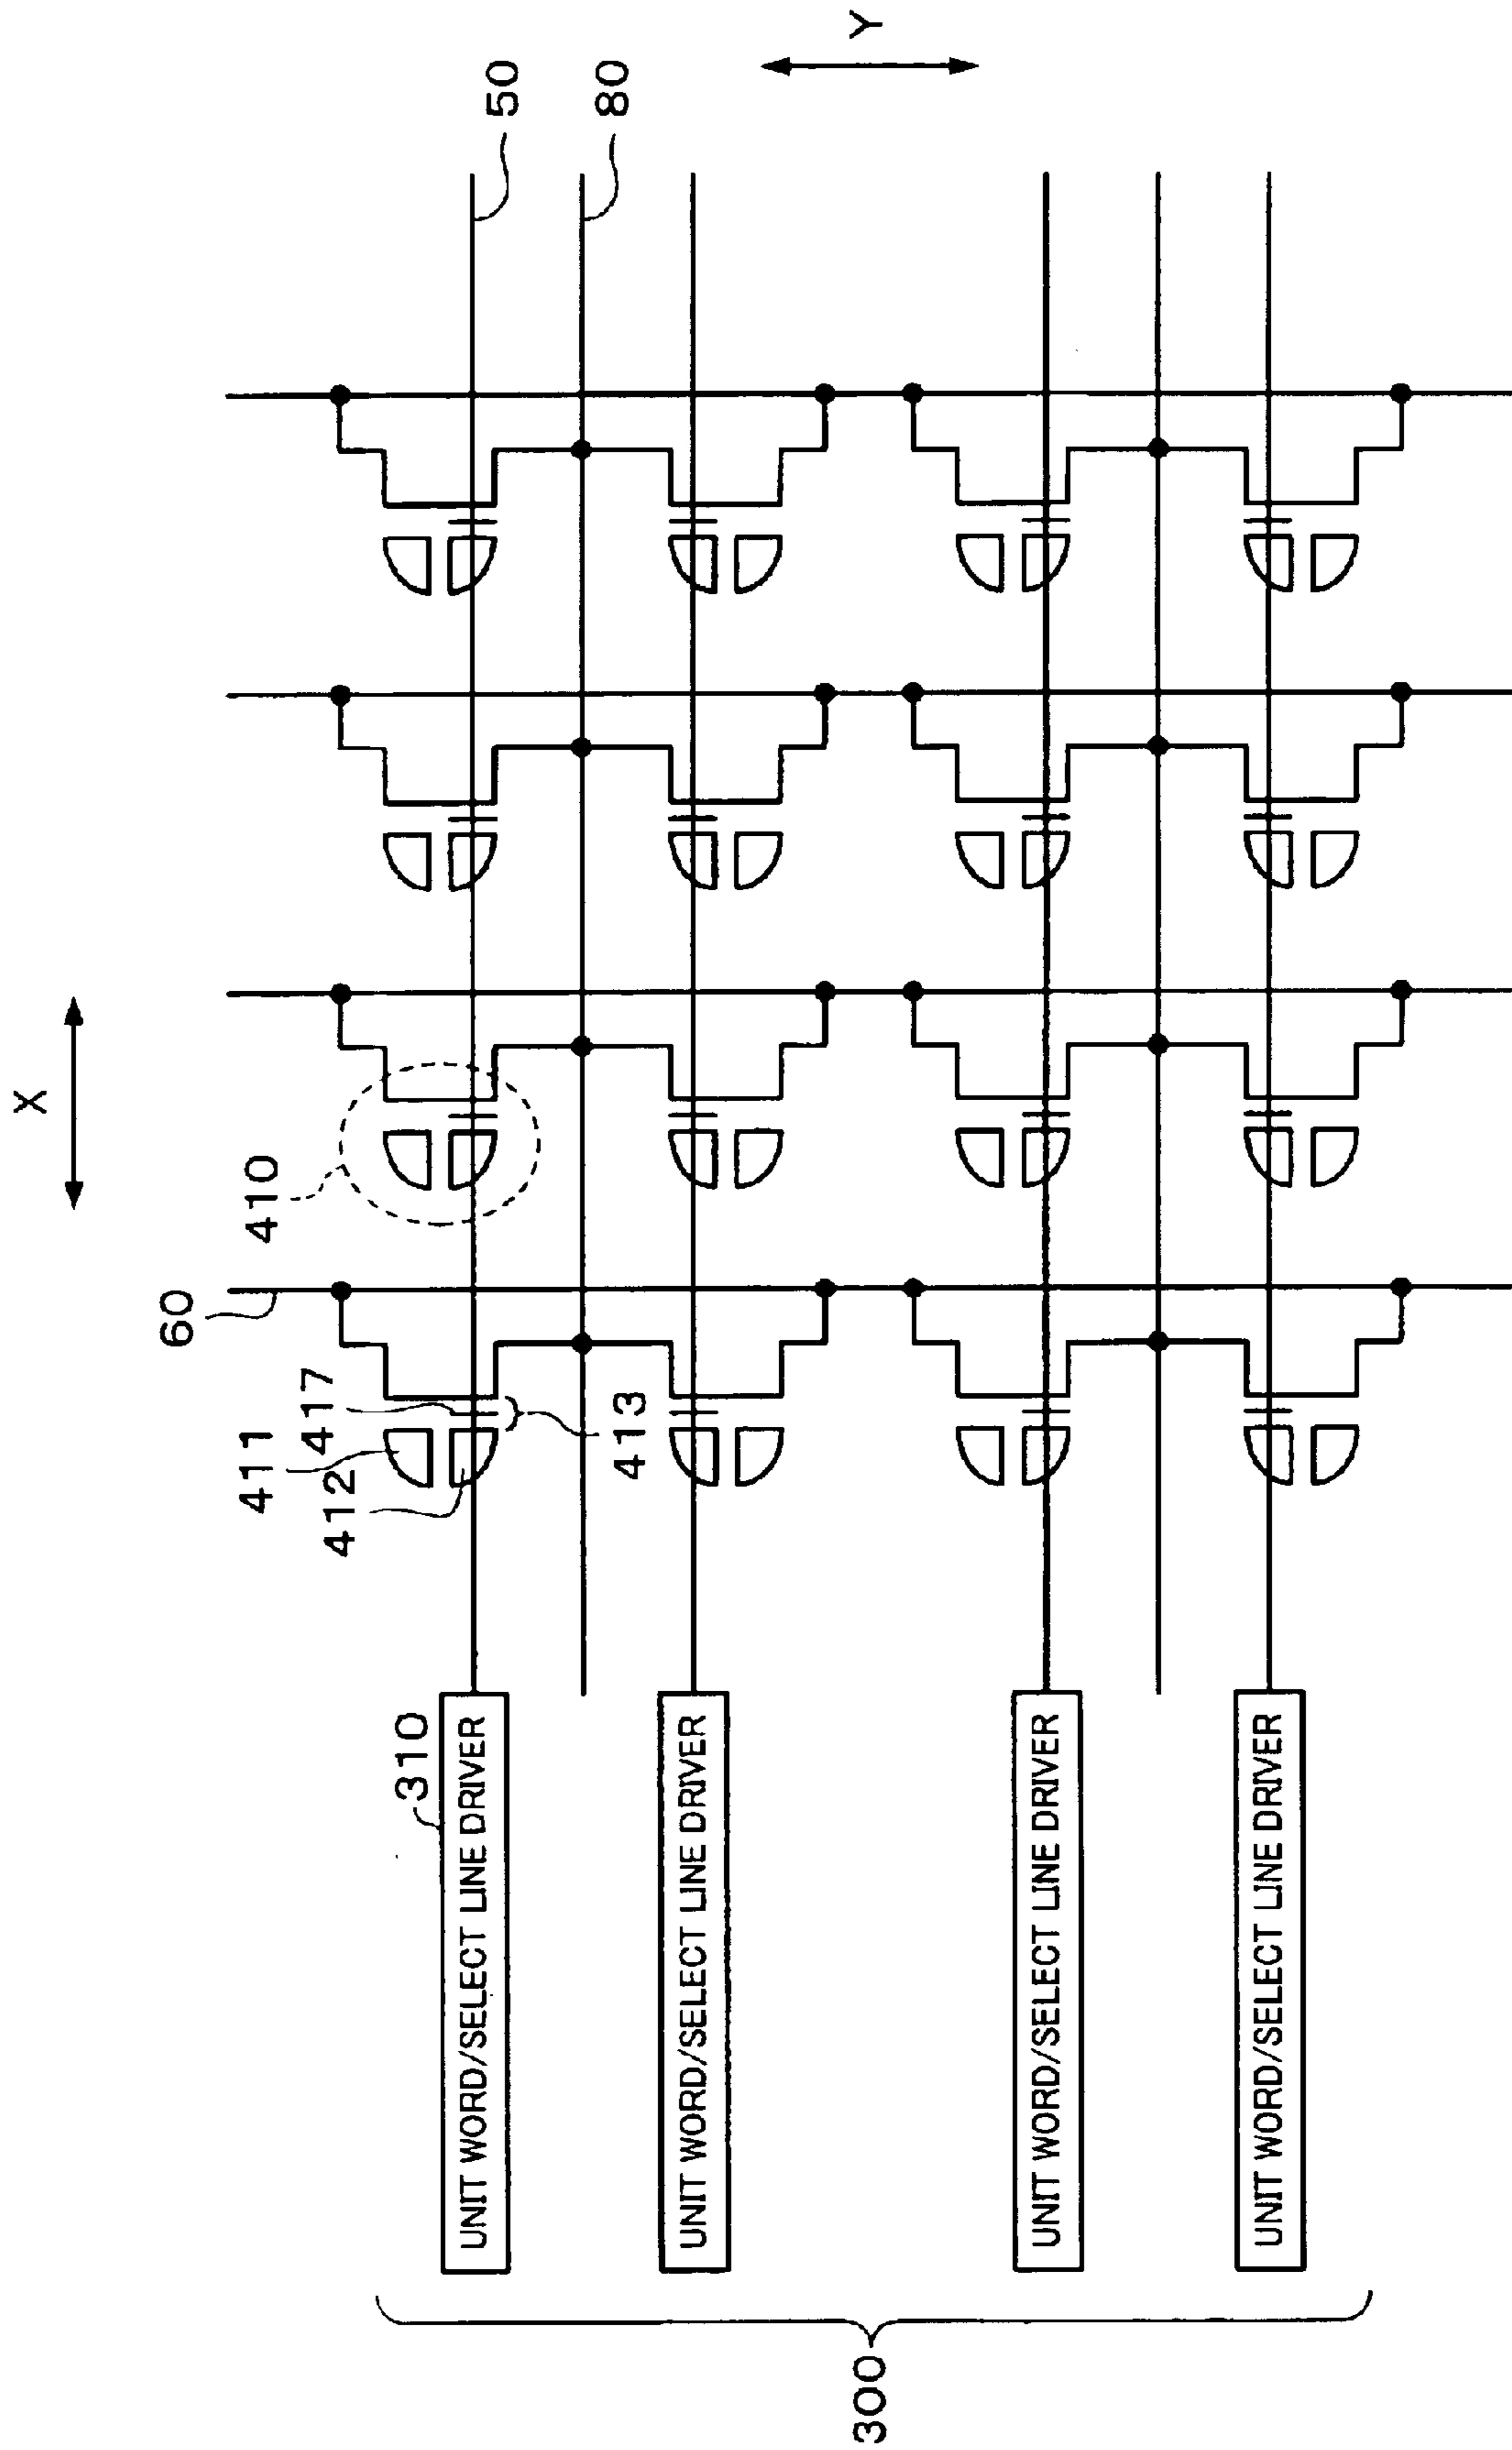 X
Y
50
80
410
60
411
417
412
413
310
UNIT WORD/SELECT LINE DRIVER
UNIT WORD/SELECT LINE DRIVER
UNIT WORD/SELECT LINE DRIVER
UNIT WORD/SELECT LINE DRIVER
300